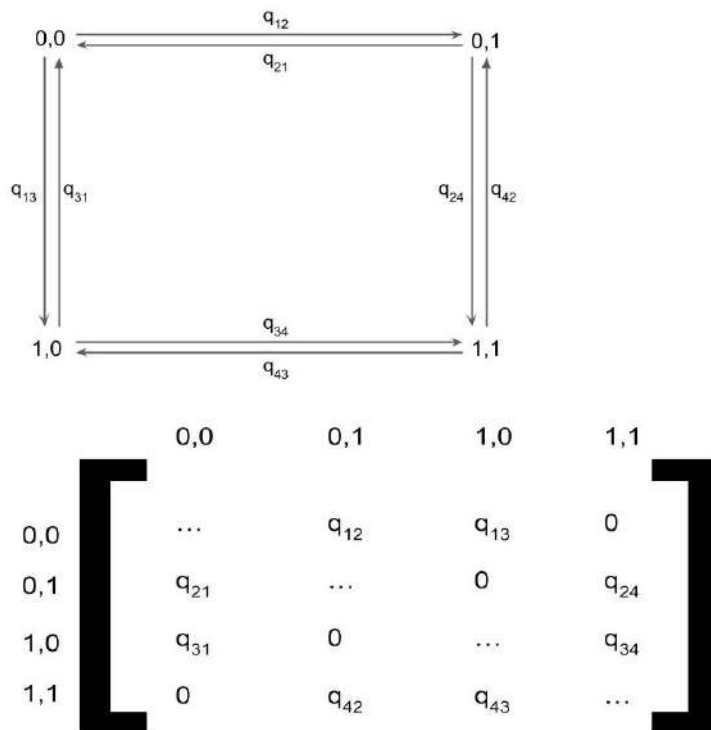 q12
0,0 0,1
q21
q13 q31 q24 q42
q34
1,0 1,1
q43
0,0 0,1 1,0 1,1
0,0 ... q12 q13 0
0,1 q21 ... 0 q24
1,0 q31 0 ... q34
1,1 0 q42 q43 ...